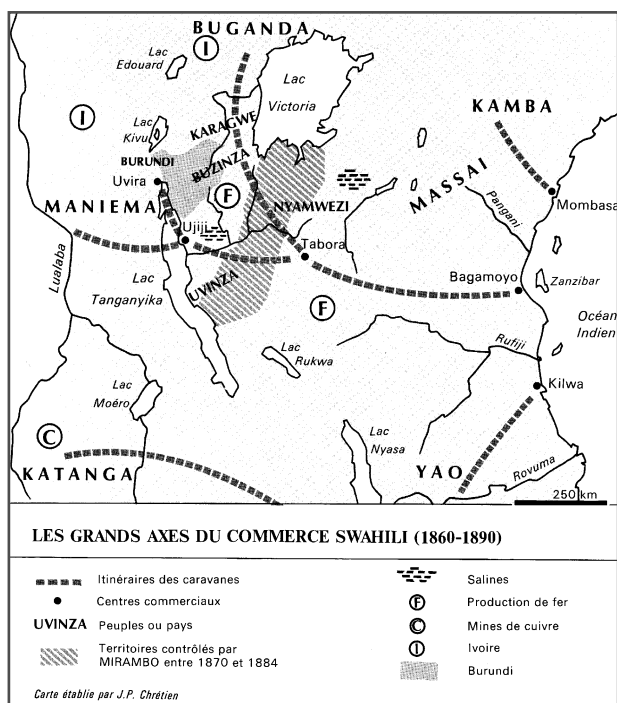 BUGANDA
I
Lac
Edouard
Lac
Victoria
I
Lac
Kivu
KARAGWE
KAMBA
BURUNDI
BUZINZA
MASSAI
Uvira
F
Pangani
Mombasa
MANIEMA
NYAMWEZI
Ujiji
Tabora
Lualaba
Bagamoyo
Zanzibar
Lac
Tanganyika
UVINZA
F
Océan
Indien
Lac
Rukwa
Rufiji
Lac
Moéro
Kilwa
C
KATANGA
Lac
Nyasa
YAO
Rovuma
250 km
LES GRANDS AXES DU COMMERCE SWAHILI (1860-1890)
Itinéraires des caravanes
Centres commerciaux
UVINZA Peuples ou pays
Territoires contrôlés par
MIRAMBO entre 1870 et 1884
Salines
F Production de fer
C Mines de cuivre
I Ivoire
Burundi
Carte établie par J.P. Chrétien